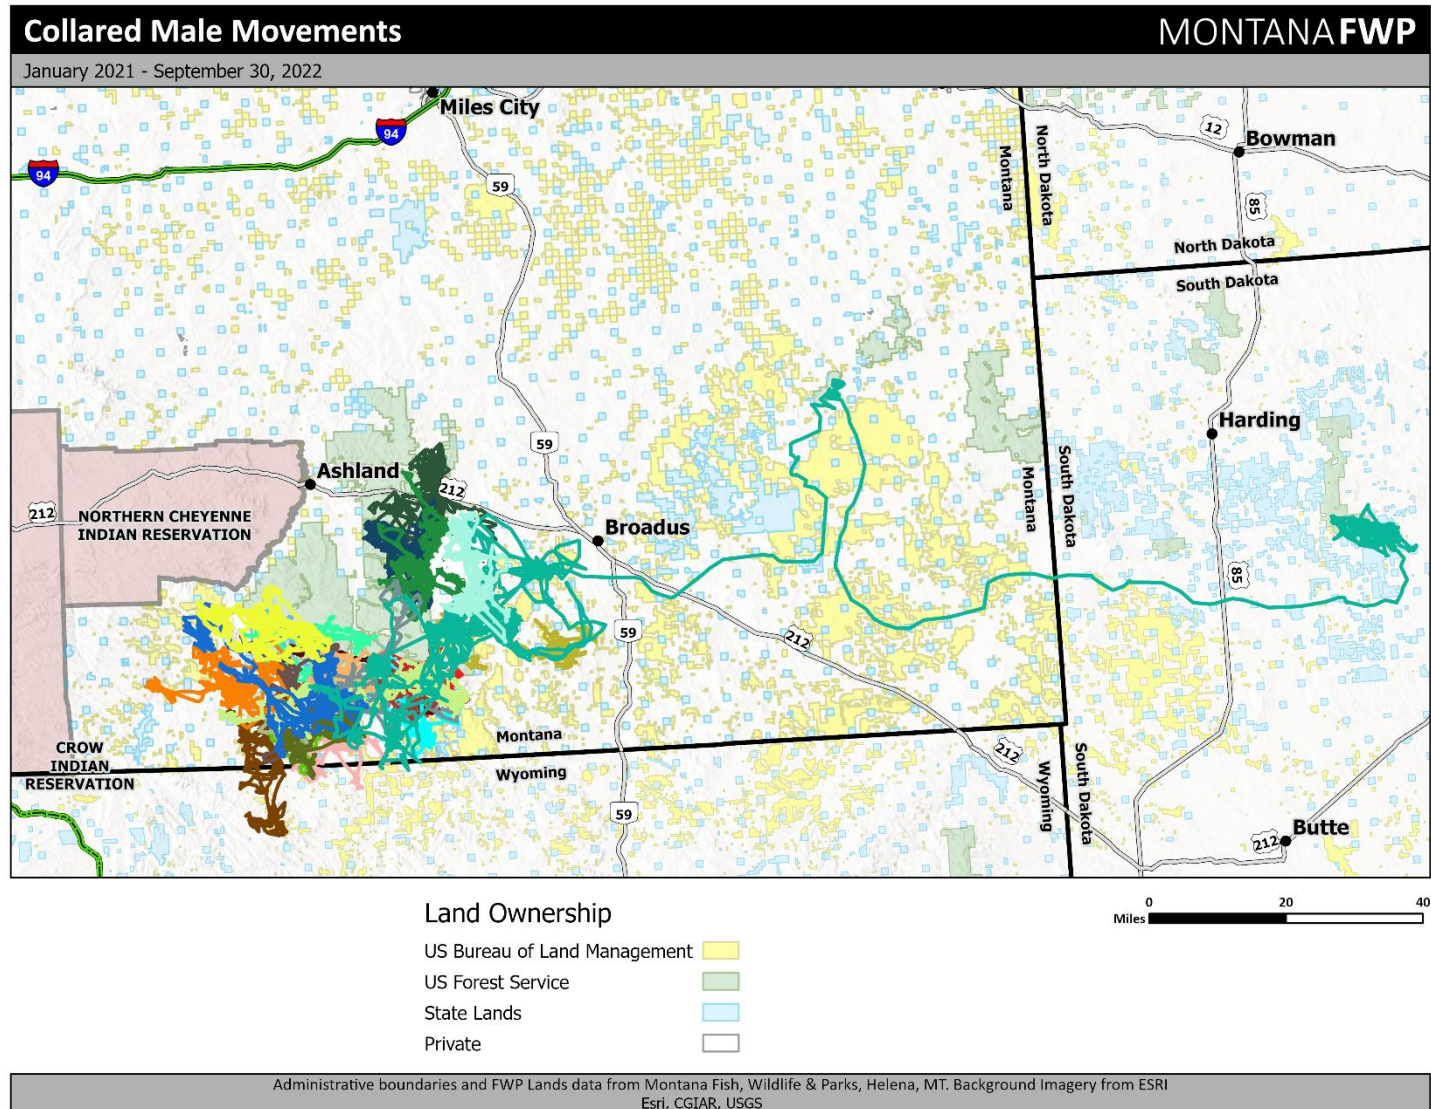 Collared Male Movements
MONTANA FWP
January 2021 - September 30, 2022
Miles City
94
94
59
12
Bowman
North Dakota
Montana
85
North Dakota
South Dakota
59
Harding
Ashland
212
South Dakota
Montana
212
NORTHERN CHEYENNE
INDIAN RESERVATION
Broadus
85
59
212
Montana
Wyoming
CROW
INDIAN
RESERVATION
212
South Dakota
Wyoming
59
Butte
212
Land Ownership
US Bureau of Land Management
US Forest Service
State Lands
Private
0 20 40
Miles
Administrative boundaries and FWP Lands data from Montana Fish, Wildlife & Parks, Helena, MT. Background Imagery from ESRI
Esri, CGIAR, USGS